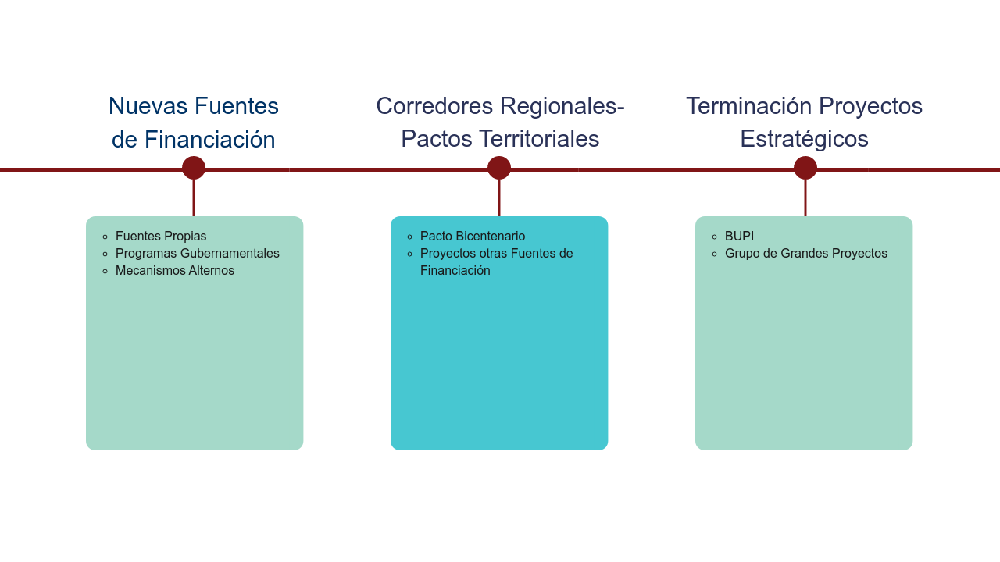 Nuevas Fuentes
de Financiación
Corredores Regionales-
Pactos Territoriales
Terminación Proyectos
Estratégicos
Fuentes Propias
Programas Gubernamentales
Mecanismos Alternos
Pacto Bicentenario
Proyectos otras Fuentes de
Financiación
BUPI
Grupo de Grandes Proyectos